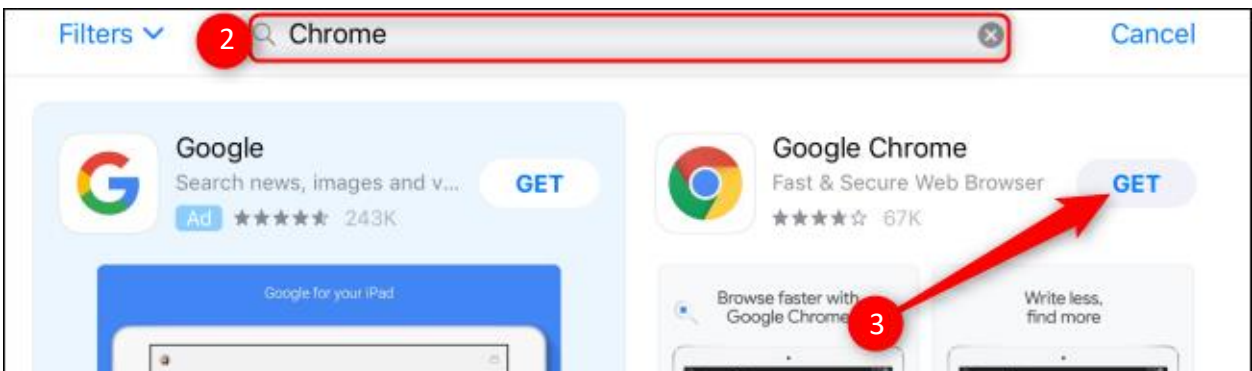 Filters
2
Chrome
Cancel
Google
Search news, images and v...
Ad
243K
GET
Google Chrome
Fast & Secure Web Browser
67K
GET
Google for your iPad
Browse faster with
Google Chrome
3
Write less,
find more